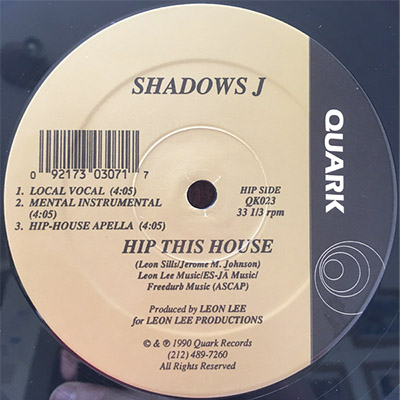 SHADOWS J
QUARK
0 92173 03071 7
1. LOCAL VOCAL (4:05)
2. MENTAL INSTRUMENTAL
(4:05)
3. HIP-HOUSE APELLA (4:05)
HIP SIDE
QK023
33 1/3 rpm
HIP THIS HOUSE
(Leon Sills/Jerome M. Johnson)
Leon Lee Music/ES-JA Music/
Freedurb Music (ASCAP)
Produced by LEON LEE
for LEON LEE PRODUCTIONS
© & ℗ 1990 Quark Records
(212) 489-7260
All Rights Reserved